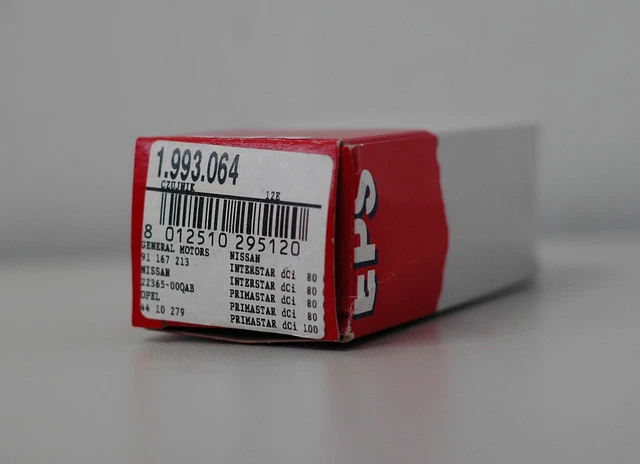 1.993.064
CZUJNIK 12E
8 012510 295120
GENERAL MOTORS
91 167 213
NISSAN
22365-00QAB
OPEL
44 10 279
NISSAN
INTERSTAR dCi 80
INTERSTAR dCi 80
PRIMASTAR dCi 80
PRIMASTAR dCi 80
PRIMASTAR dCi 100
EPS